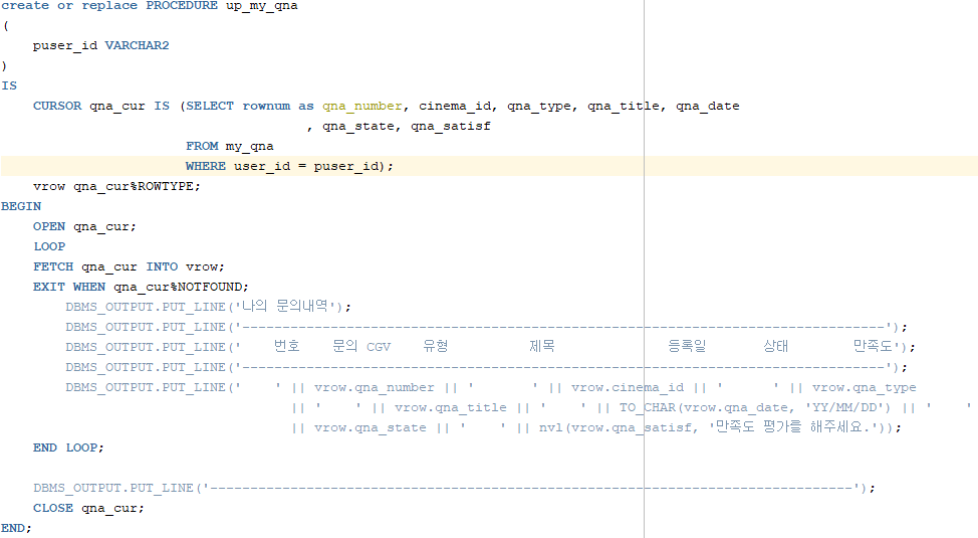 create or replace PROCEDURE up_my_qna
(
    puser_id VARCHAR2
)
IS
    CURSOR qna_cur IS (SELECT rownum as qna_number, cinema_id, qna_type, qna_title, qna_date
                                      , qna_state, qna_satisf
                       FROM my_qna
                       WHERE user_id = puser_id);
    vrow qna_cur%ROWTYPE;
BEGIN
    OPEN qna_cur;
    LOOP
    FETCH qna_cur INTO vrow;
    EXIT WHEN qna_cur%NOTFOUND;
        DBMS_OUTPUT.PUT_LINE('나의 문의내역');
        DBMS_OUTPUT.PUT_LINE('--------------------------------------------------------------------------------');
        DBMS_OUTPUT.PUT_LINE('    번호    문의 CGV    유형          제목              등록일       상태        만족도');
        DBMS_OUTPUT.PUT_LINE('--------------------------------------------------------------------------------');
        DBMS_OUTPUT.PUT_LINE('    ' || vrow.qna_number || '       ' || vrow.cinema_id || '      ' || vrow.qna_type
                                    || '    ' || vrow.qna_title || '    ' || TO_CHAR(vrow.qna_date, 'YY/MM/DD') || '    '
                                    || vrow.qna_state || '    ' || nvl(vrow.qna_satisf, '만족도 평가를 해주세요.'));
    END LOOP;
    DBMS_OUTPUT.PUT_LINE('--------------------------------------------------------------------------------');
    CLOSE qna_cur;
END;